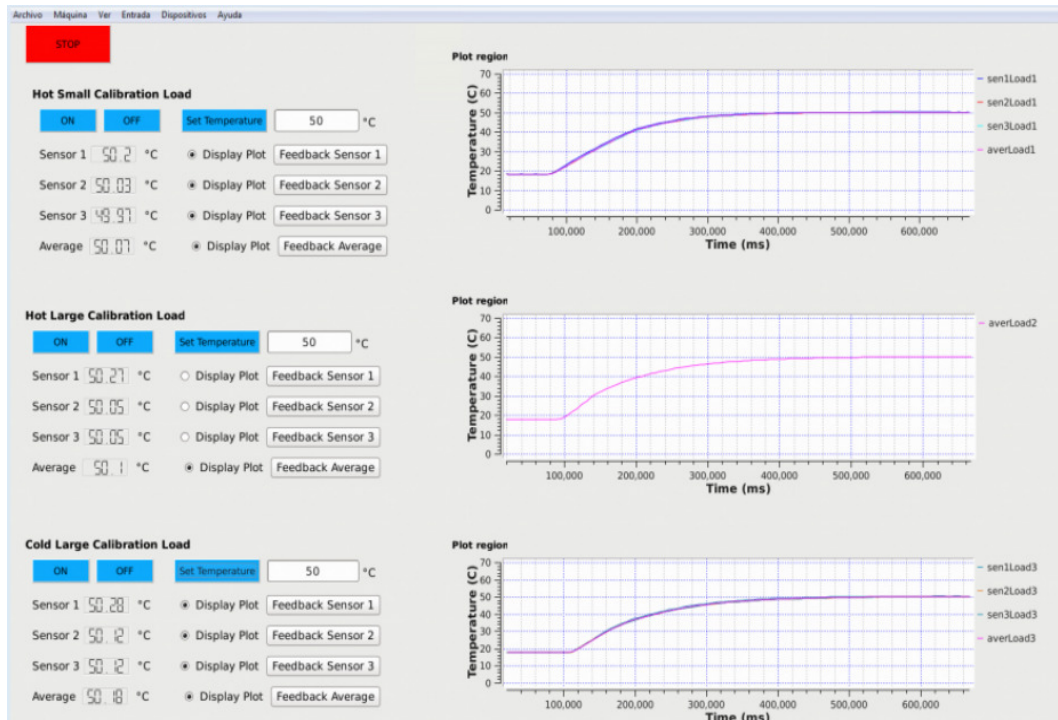 Archivo Máquina Ver Entrada Dispositivos Ayuda
STOP
Hot Small Calibration Load
ON OFF Set Temperature 50 °C
Sensor 1 50.2 °C Display Plot Feedback Sensor 1
Sensor 2 50.03 °C Display Plot Feedback Sensor 2
Sensor 3 49.97 °C Display Plot Feedback Sensor 3
Average 50.07 °C Display Plot Feedback Average
Plot region
Temperature (C)
70
60
50
40
30
20
10
0
100,000 200,000 300,000 400,000 500,000 600,000
Time (ms)
sen1Load1
sen2Load1
sen3Load1
averLoad1
Hot Large Calibration Load
ON OFF Set Temperature 50 °C
Sensor 1 50.27 °C Display Plot Feedback Sensor 1
Sensor 2 50.05 °C Display Plot Feedback Sensor 2
Sensor 3 50.05 °C Display Plot Feedback Sensor 3
Average 50.1 °C Display Plot Feedback Average
Plot region
Temperature (C)
70
60
50
40
30
20
10
0
100,000 200,000 300,000 400,000 500,000 600,000
Time (ms)
averLoad2
Cold Large Calibration Load
ON OFF Set Temperature 50 °C
Sensor 1 50.28 °C Display Plot Feedback Sensor 1
Sensor 2 50.12 °C Display Plot Feedback Sensor 2
Sensor 3 50.12 °C Display Plot Feedback Sensor 3
Average 50.18 °C Display Plot Feedback Average
Plot region
Temperature (C)
70
60
50
40
30
20
10
0
100,000 200,000 300,000 400,000 500,000 600,000
Time (ms)
sen1Load3
sen2Load3
sen3Load3
averLoad3